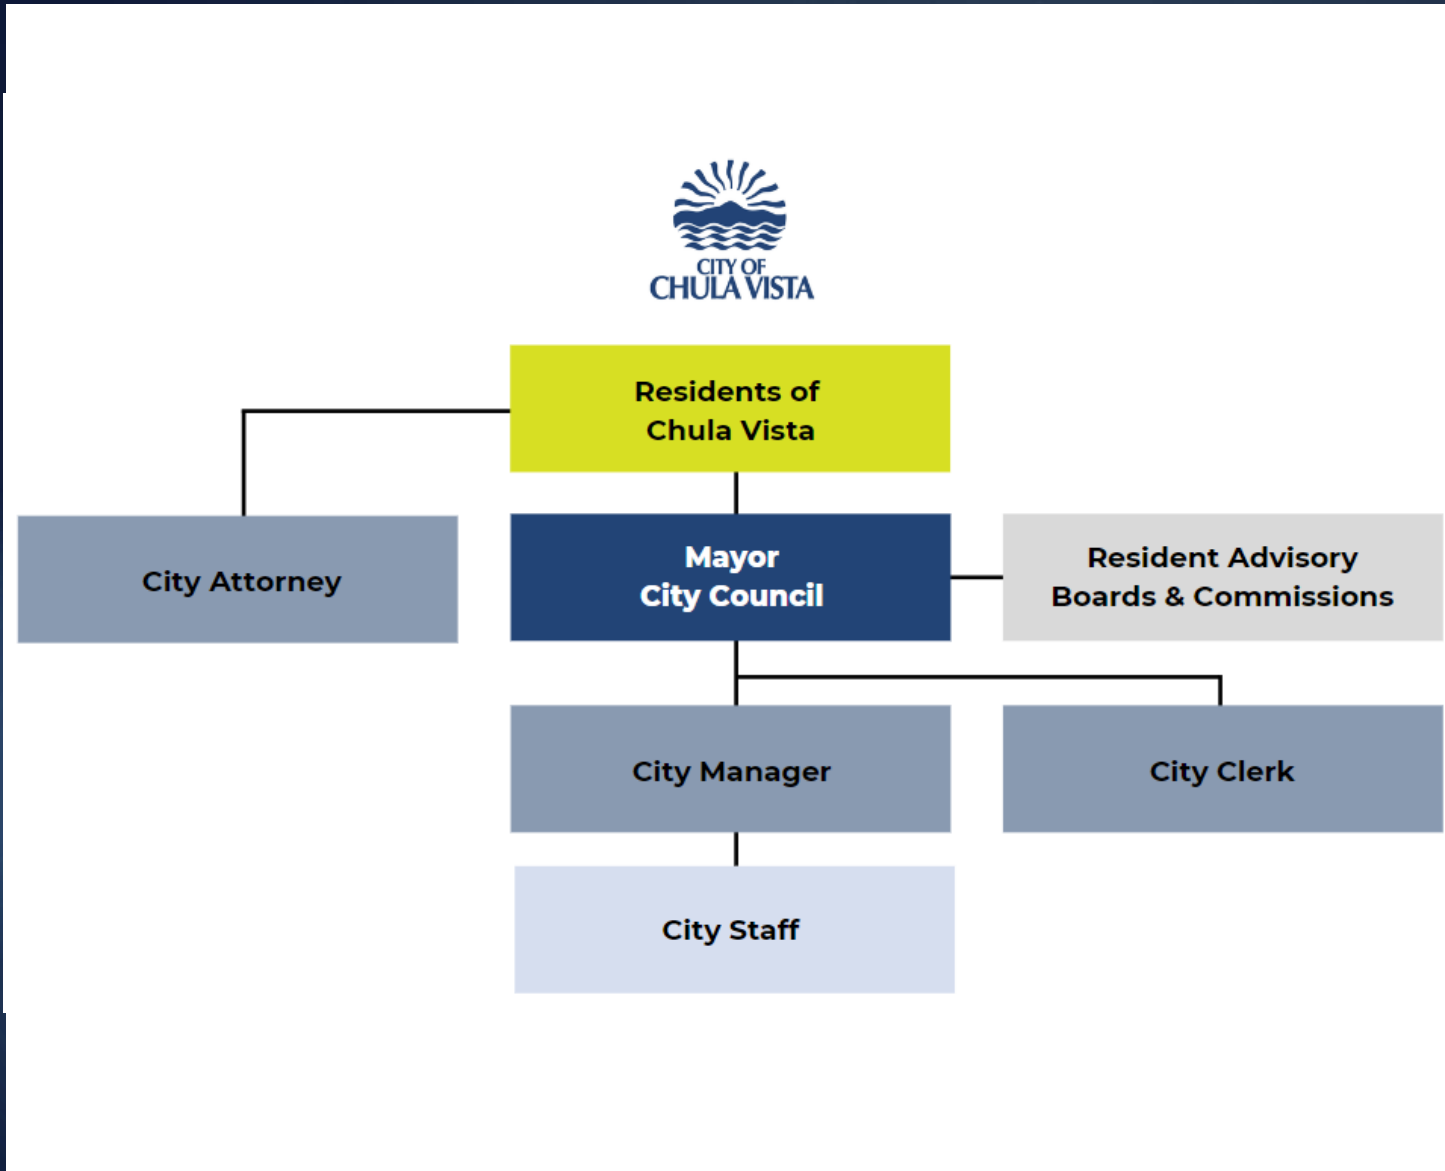 CITY OF
CHULA VISTA
Residents of
Chula Vista
City Attorney
Mayor
City Council
Resident Advisory
Boards & Commissions
City Manager
City Clerk
City Staff